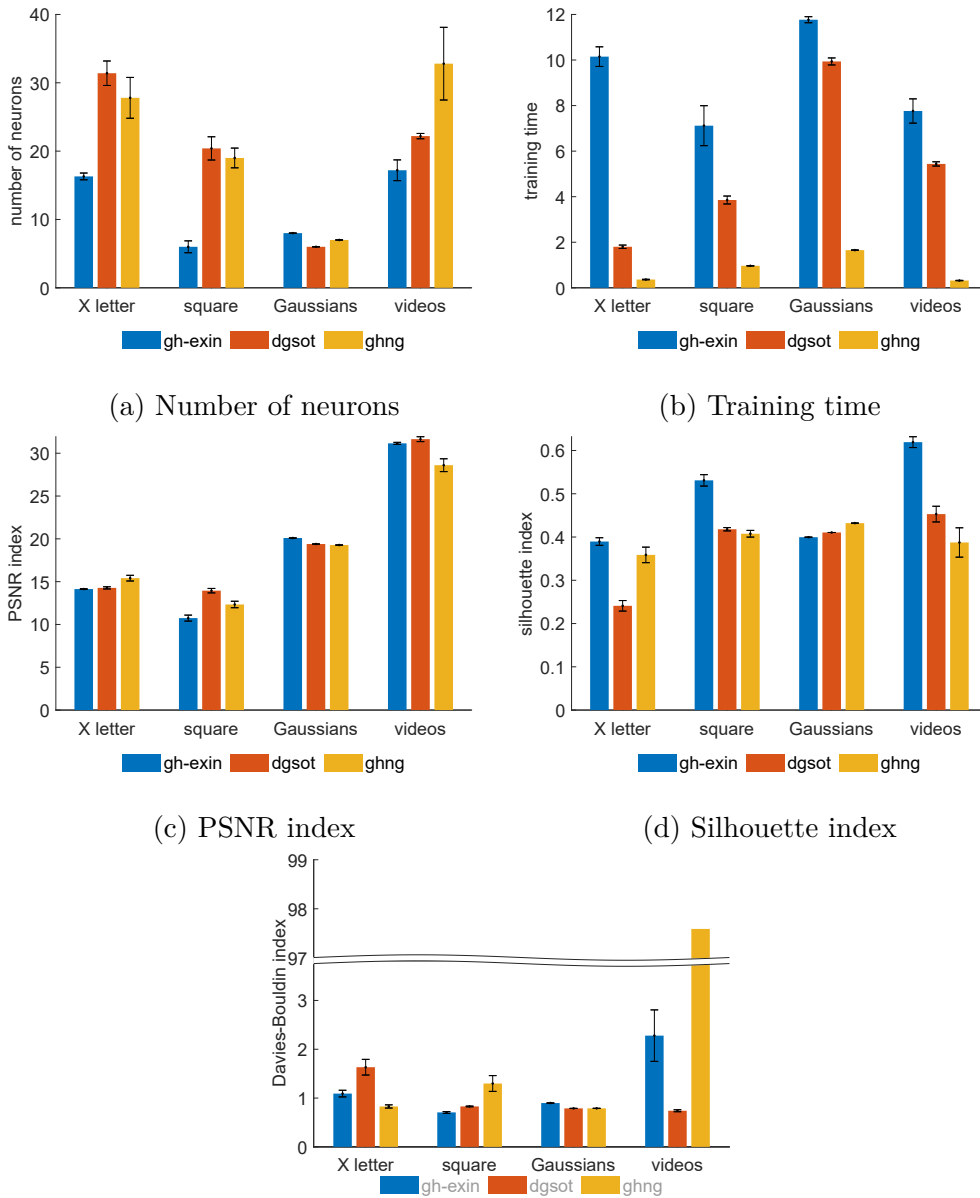 40
30
20
10
0
number of neurons
X letter square Gaussians videos
gh-exin dgsot ghng
(a) Number of neurons
12
10
8
6
4
2
0
training time
X letter square Gaussians videos
gh-exin dgsot ghng
(b) Training time
30
25
20
15
10
5
0
PSNR index
X letter square Gaussians videos
gh-exin dgsot ghng
(c) PSNR index
0.6
0.5
0.4
0.3
0.2
0.1
0
silhouette index
X letter square Gaussians videos
gh-exin dgsot ghng
(d) Silhouette index
99
98
97
3
2
1
0
Davies-Bouldin index
X letter square Gaussians videos
gh-exin dgsot ghng